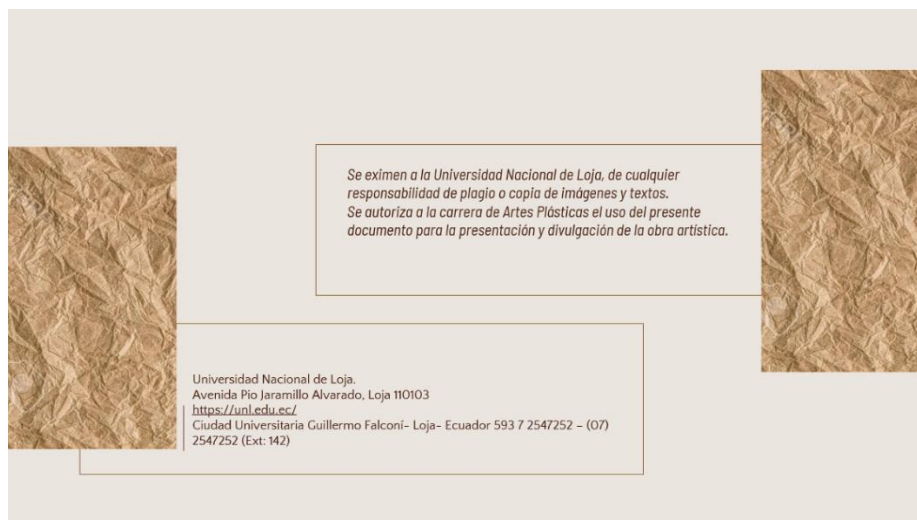 Se eximen a la Universidad Nacional de Loja, de cualquier
responsabilidad de plagio o copia de imágenes y textos.
Se autoriza a la carrera de Artes Plásticas el uso del presente
documento para la presentación y divulgación de la obra artística.
Universidad Nacional de Loja.
Avenida Pio Jaramillo Alvarado, Loja 110103
https://unl.edu.ec/
Ciudad Universitaria Guillermo Falconí- Loja- Ecuador 593 7 2547252 – (07)
2547252 (Ext: 142)